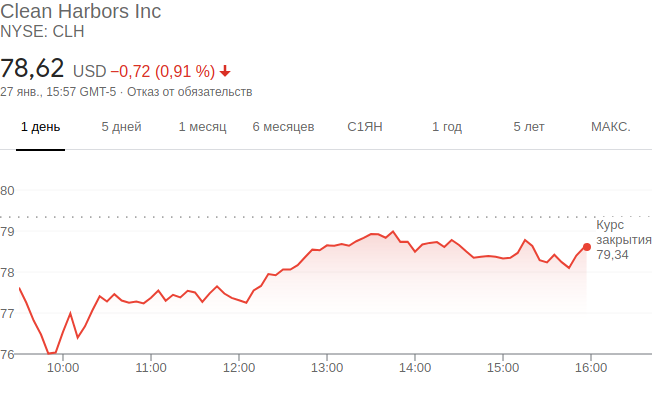 Clean Harbors Inc
NYSE: CLH
78,62 USD −0,72 (0,91 %)
27 янв., 15:57 GMT-5 · Отказ от обязательств
1 день 5 дней 1 месяц 6 месяцев С1ЯН 1 год 5 лет МАКС.
80
79
78
77
76
Курс
закрытия
79,34
10:00 11:00 12:00 13:00 14:00 15:00 16:00